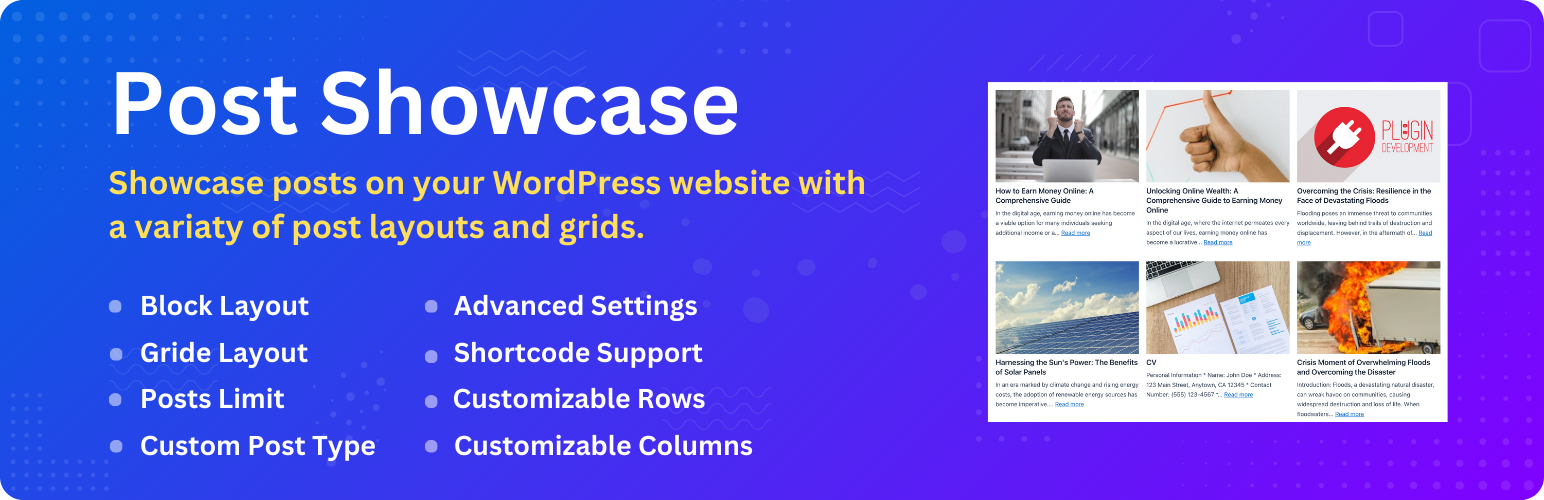 Post Showcase
Showcase posts on your WordPress website with
a variaty of post layouts and grids.
Block Layout
Gride Layout
Posts Limit
Custom Post Type
Advanced Settings
Shortcode Support
Customizable Rows
Customizable Columns
PLUGIN
DEVELOPMENT
How to Earn Money Online: A
Comprehensive Guide
In the digital age, earning money online has become
a viable option for many individuals seeking
additional income or a... Read more
Unlocking Online Wealth: A
Comprehensive Guide to Earning Money
Online
In the digital age, where the internet permeates every
aspect of our lives, earning money online has
become a lucrative... Read more
Overcoming the Crisis: Resilience in the
Face of Devastating Floods
Flooding poses an immense threat to communities
worldwide, leaving behind trails of destruction and
displacement. However, in the aftermath of... Read
more
Harnessing the Sun's Power: The Benefits
of Solar Panels
In an era marked by climate change and rising energy
costs, the adoption of renewable energy sources has
become imperative... Read more
CV
Personal Information * Name: John Doe * Address:
123 Main Street, Anytown, CA 12345 * Contact
Number: (555) 123-4567 *... Read more
Crisis Moment of Overwhelming Floods
and Overcoming the Disaster
Introduction: Floods, a devastating natural disaster,
can wreak havoc on communities, causing
widespread destruction and loss of life. When
floodwaters... Read more